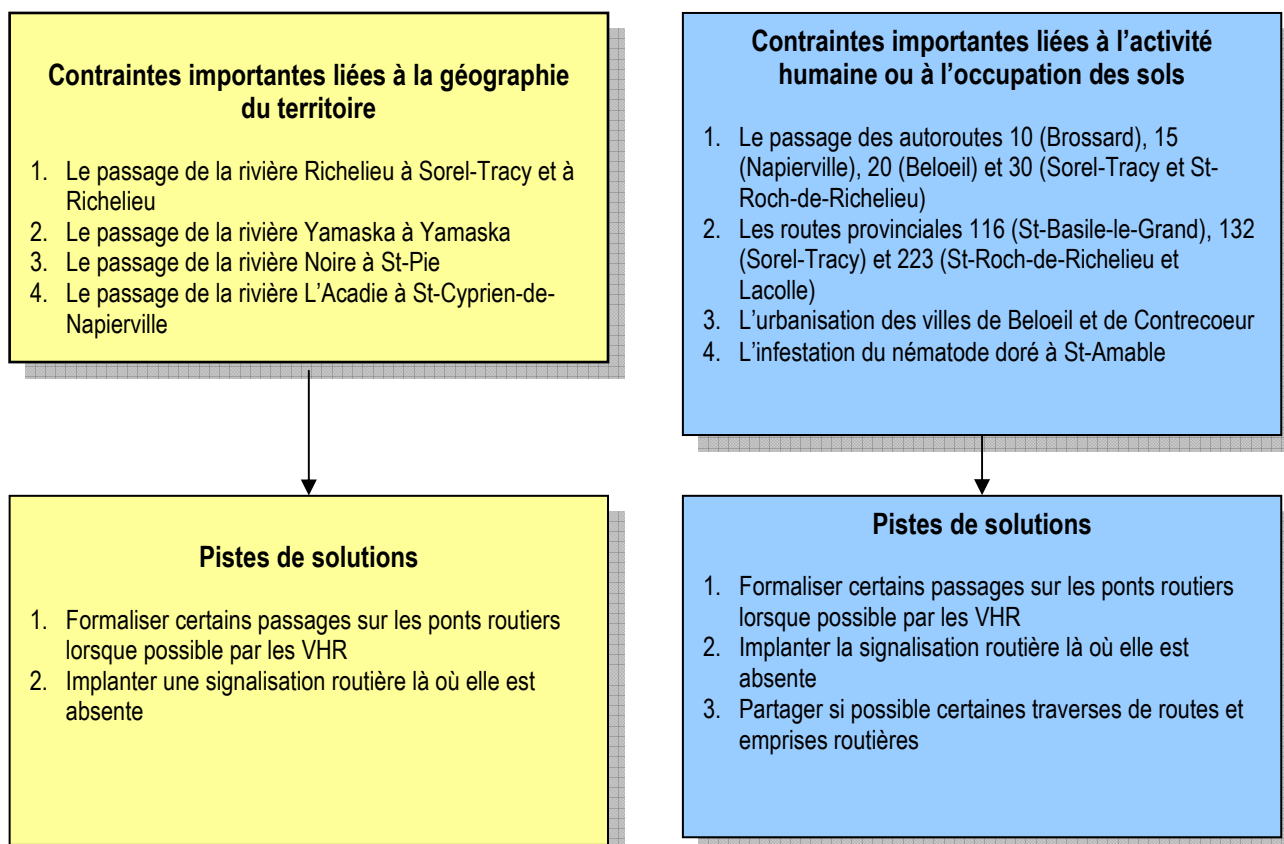 Contraintes importantes liées à la géographie
du territoire
1. Le passage de la rivière Richelieu à Sorel-Tracy et à
Richelieu
2. Le passage de la rivière Yamaska à Yamaska
3. Le passage de la rivière Noire à St-Pie
4. Le passage de la rivière L'Acadie à St-Cyprien-de-
Napierville
Contraintes importantes liées à l'activité
humaine ou à l'occupation des sols
1. Le passage des autoroutes 10 (Brossard), 15
(Napierville), 20 (Beloeil) et 30 (Sorel-Tracy et St-
Roch-de-Richelieu)
2. Les routes provinciales 116 (St-Basile-le-Grand), 132
(Sorel-Tracy) et 223 (St-Roch-de-Richelieu et
Lacolle)
3. L'urbanisation des villes de Beloeil et de Contrecoeur
4. L'infestation du nématode doré à St-Amable
Pistes de solutions
1. Formaliser certains passages sur les ponts routiers
lorsque possible par les VHR
2. Implanter une signalisation routière là où elle est
absente
Pistes de solutions
1. Formaliser certains passages sur les ponts routiers
lorsque possible par les VHR
2. Implanter la signalisation routière là où elle est
absente
3. Partager si possible certaines traverses de routes et
emprises routières